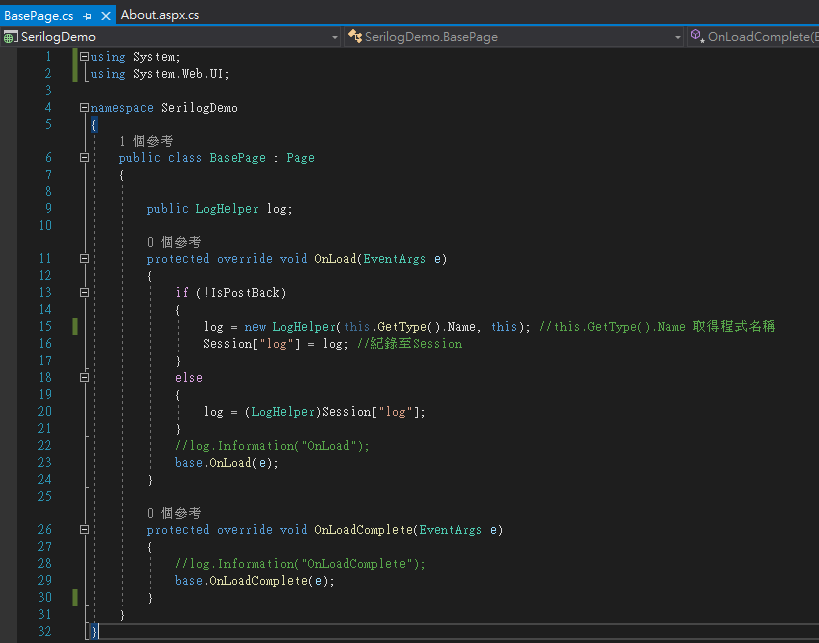 BasePage.cs
About.aspx.cs
SerilogDemo
SerilogDemo.BasePage
OnLoadComplete(E
1 using System;
2 using System.Web.UI;
3
4 namespace SerilogDemo
5 {
1 個參考
6 public class BasePage : Page
7 {
8
9 public LogHelper log;
10
0 個參考
11 protected override void OnLoad(EventArgs e)
12 {
13 if (!IsPostBack)
14 {
15 log = new LogHelper(this.GetType().Name, this); //this.GetType().Name 取得程式名稱
16 Session["log"] = log; //紀錄至Session
17 }
18 else
19 {
20 log = (LogHelper)Session["log"];
21 }
22 //log.Information("OnLoad");
23 base.OnLoad(e);
24 }
25
0 個參考
26 protected override void OnLoadComplete(EventArgs e)
27 {
28 //log.Information("OnLoadComplete");
29 base.OnLoadComplete(e);
30 }
31 }
32 }